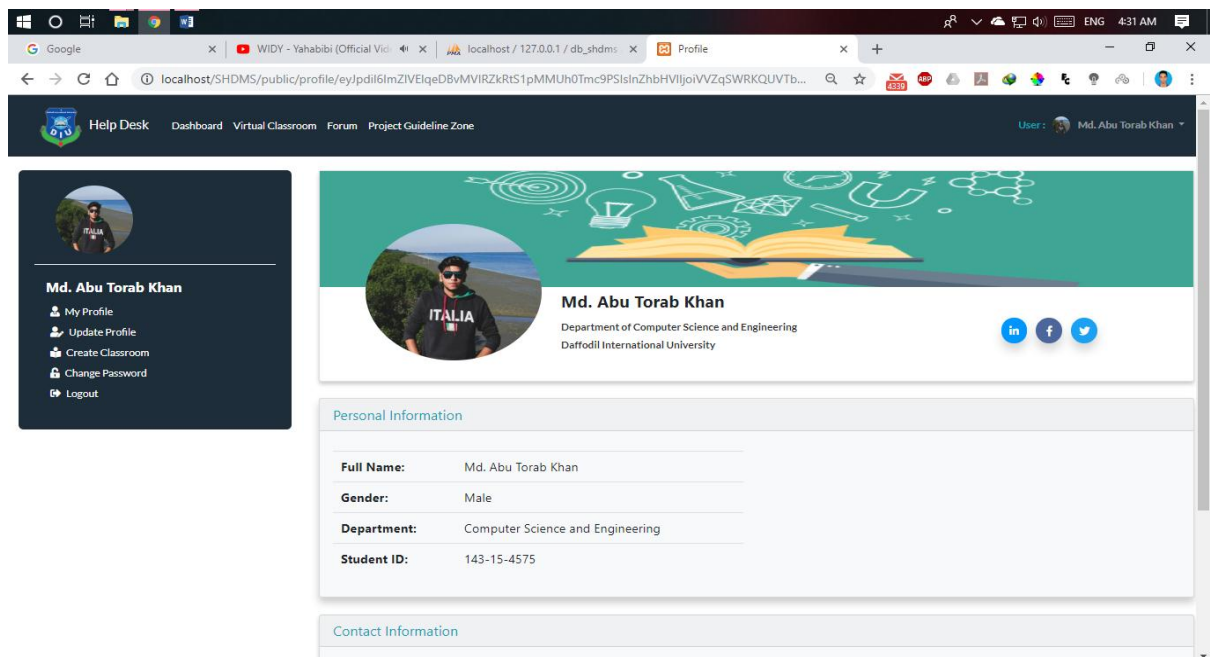 ENG 4:31 AM
Google
WIDY - Yahabibi (Official Vid
localhost / 127.0.0.1 / db_shdms
Profile
localhost/SHDMS/public/profile/
4339
ABP
DIU
Help Desk Dashboard Virtual Classroom Forum Project Guideline Zone
User : Md. Abu Torab Khan
ITALIA
Md. Abu Torab Khan
My Profile
Update Profile
Create Classroom
Change Password
Logout
ITALIA
Md. Abu Torab Khan
Department of Computer Science and Engineering
Daffodil International University
in f
Personal Information
Full Name: Md. Abu Torab Khan
Gender: Male
Department: Computer Science and Engineering
Student ID: 143-15-4575
Contact Information